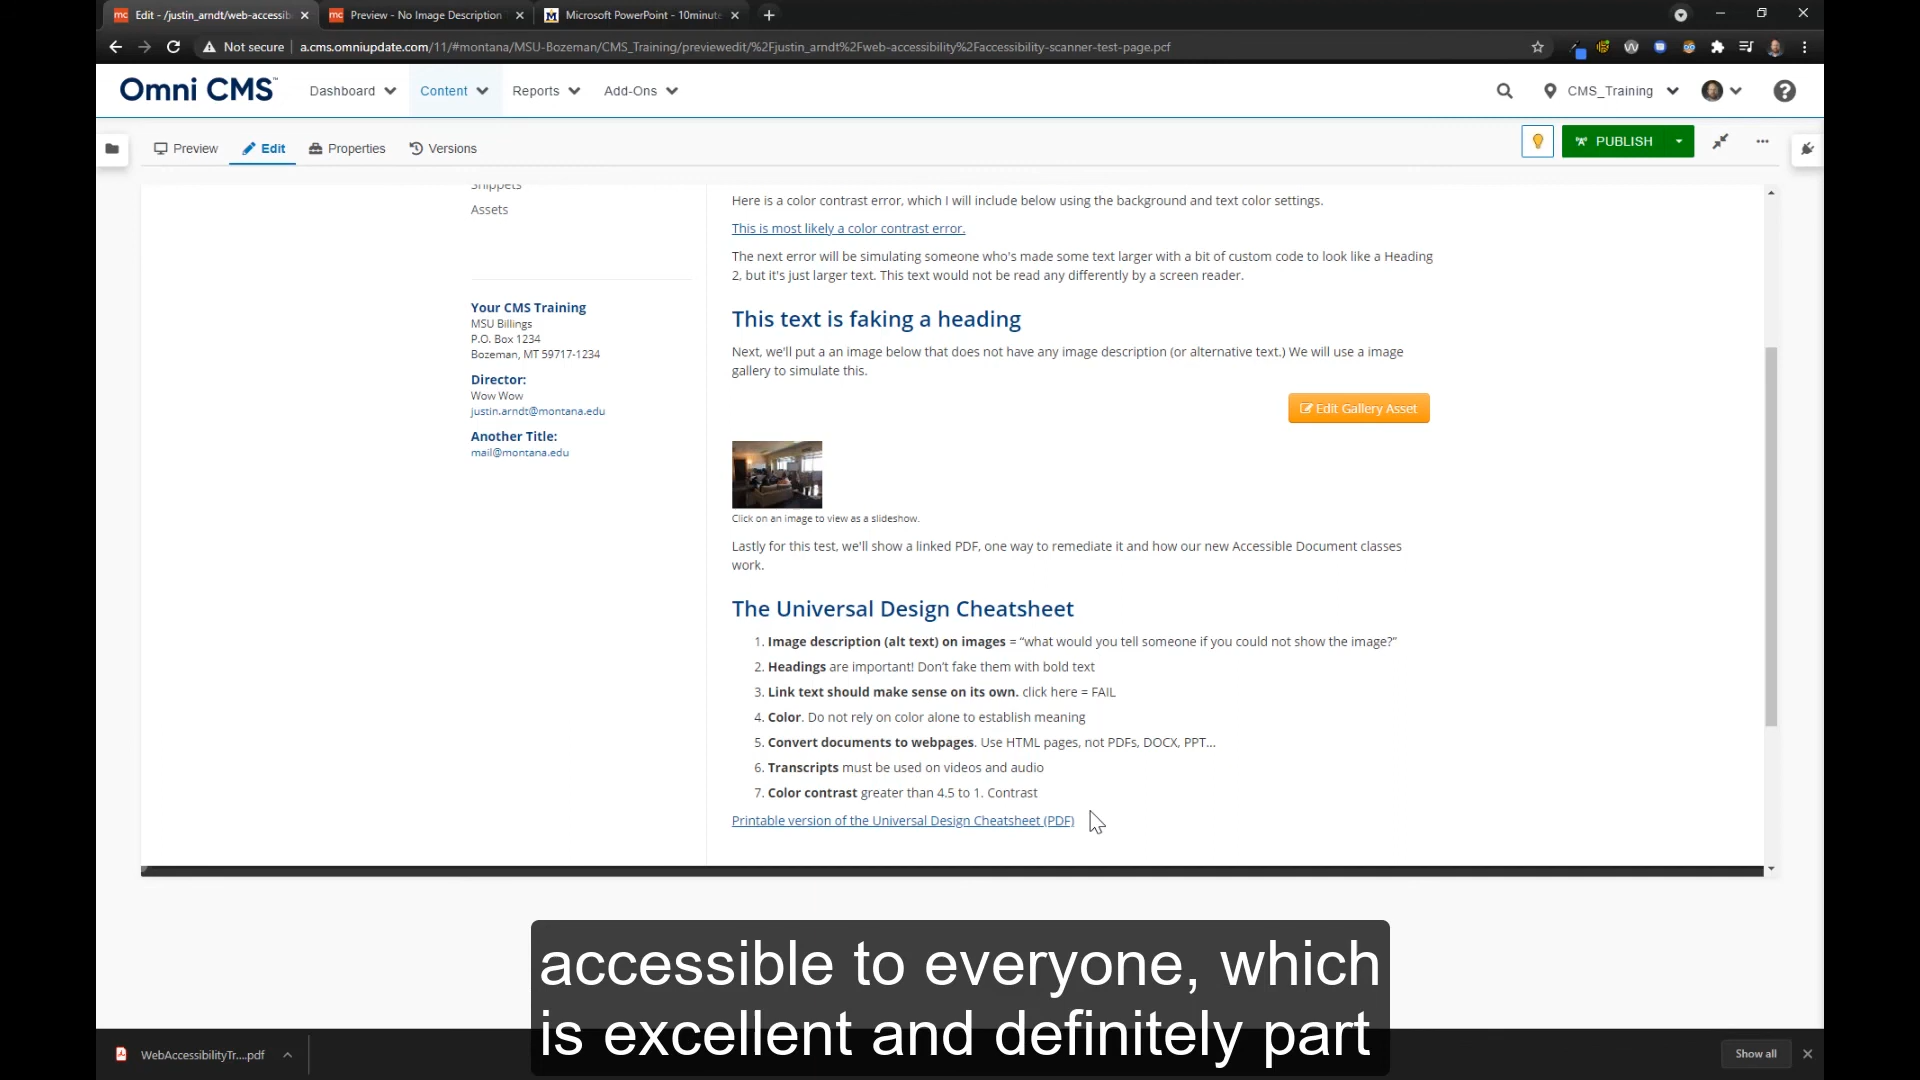 Edit - /justin_arndt/web-accessib
Preview - No Image Description
Microsoft PowerPoint - 10minute
Not secure
a.cms.omniupdate.com/11/#montana/MSU-Bozeman/CMS_Training/previewedit/%2Fjustin_arndt%2Fweb-accessibility%2Faccessibility-scanner-test-page.pcf
Omni CMS
Dashboard
Content
Reports
Add-Ons
CMS_Training
Preview
Edit
Properties
Versions
PUBLISH
Snippets
Assets
Your CMS Training
MSU Billings
P.O. Box 1234
Bozeman, MT 59717-1234
Director:
Wow Wow
justin.arndt@montana.edu
Another Title:
mail@montana.edu
Here is a color contrast error, which I will include below using the background and text color settings.
This is most likely a color contrast error.
The next error will be simulating someone who's made some text larger with a bit of custom code to look like a Heading
2, but it's just larger text. This text would not be read any differently by a screen reader.
This text is faking a heading
Next, we'll put a an image below that does not have any image description (or alternative text.) We will use a image
gallery to simulate this.
Edit Gallery Asset
Click on an image to view as a slideshow.
Lastly for this test, we'll show a linked PDF, one way to remediate it and how our new Accessible Document classes
work.
The Universal Design Cheatsheet
1. Image description (alt text) on images = “what would you tell someone if you could not show the image?”
2. Headings are important! Don’t fake them with bold text
3. Link text should make sense on its own. click here = FAIL
4. Color. Do not rely on color alone to establish meaning
5. Convert documents to webpages. Use HTML pages, not PDFs, DOCX, PPT...
6. Transcripts must be used on videos and audio
7. Color contrast greater than 4.5 to 1. Contrast
Printable version of the Universal Design Cheatsheet (PDF)
accessible to everyone, which
is excellent and definitely part
WebAccessibilityTr....pdf
Show all